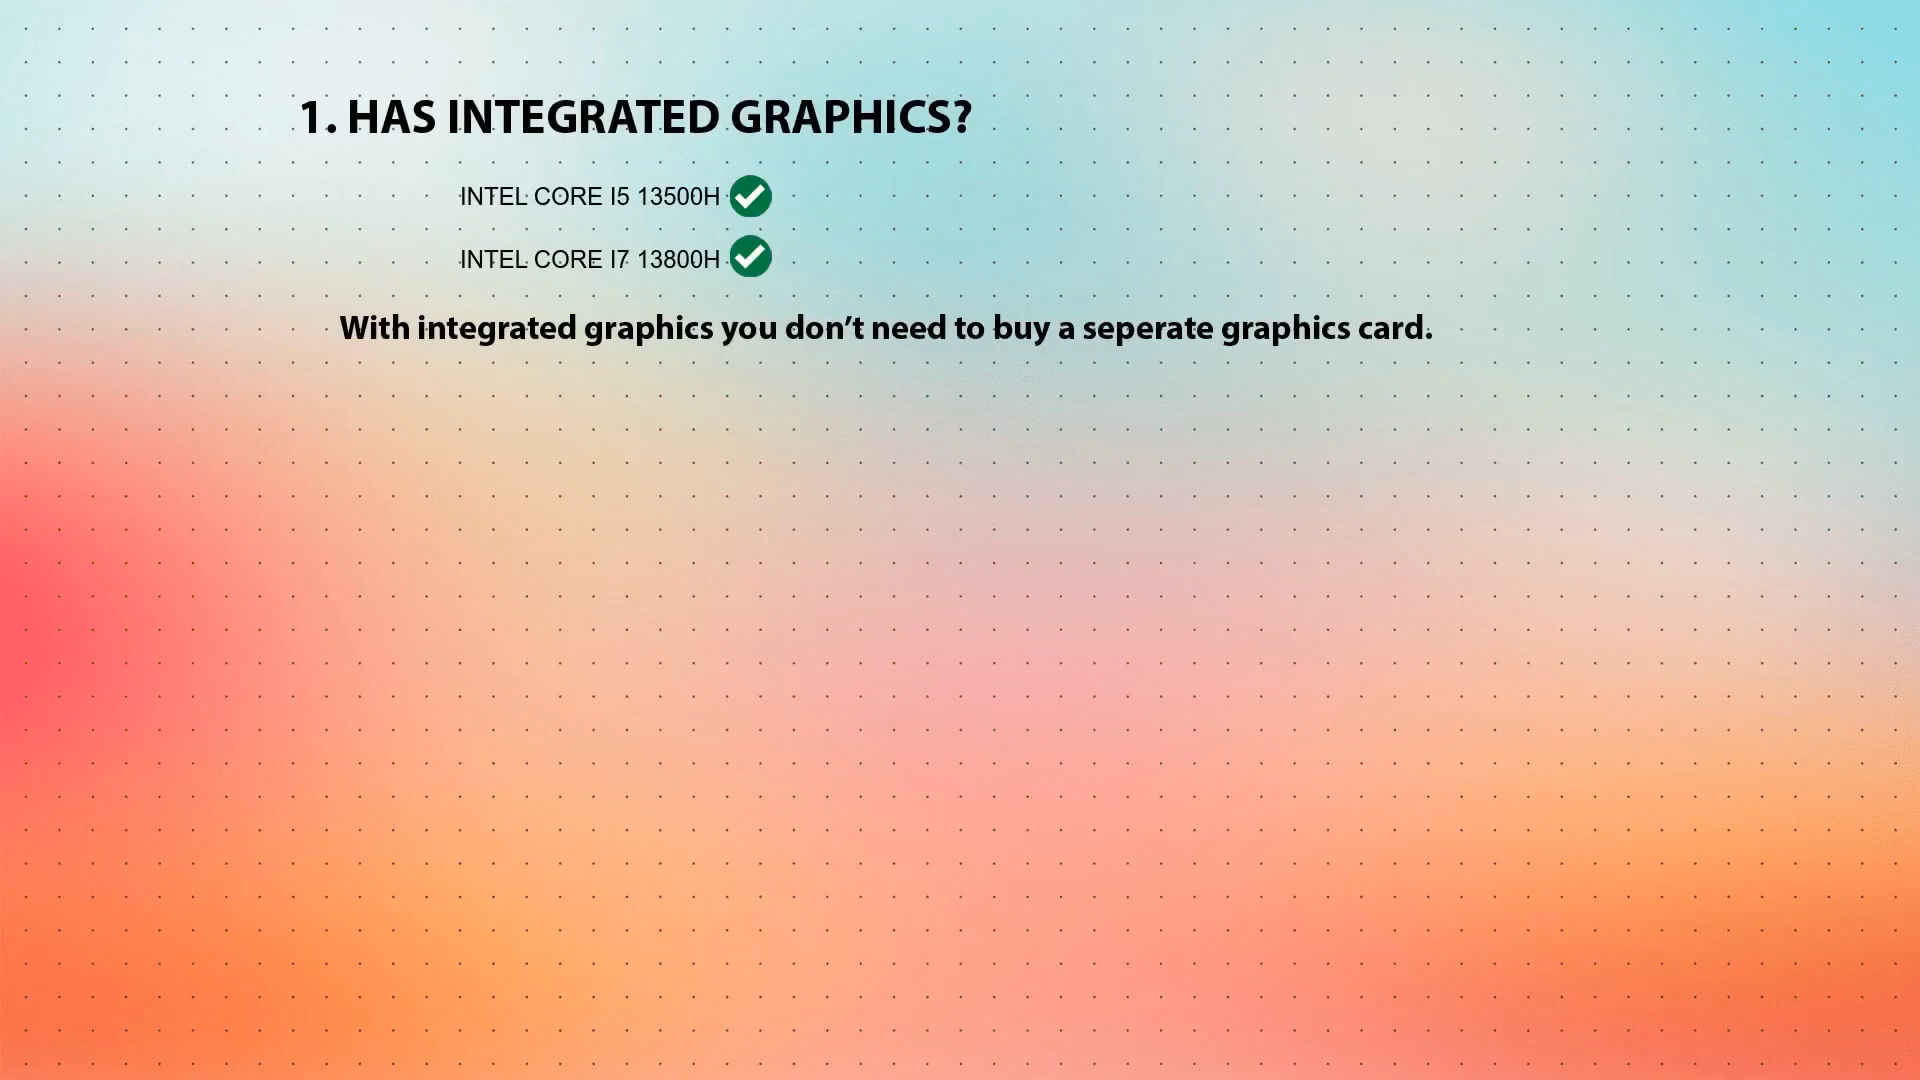 1. HAS INTEGRATED GRAPHICS?
INTEL CORE I5 13500H
INTEL CORE I7 13800H
With integrated graphics you don’t need to buy a seperate graphics card.